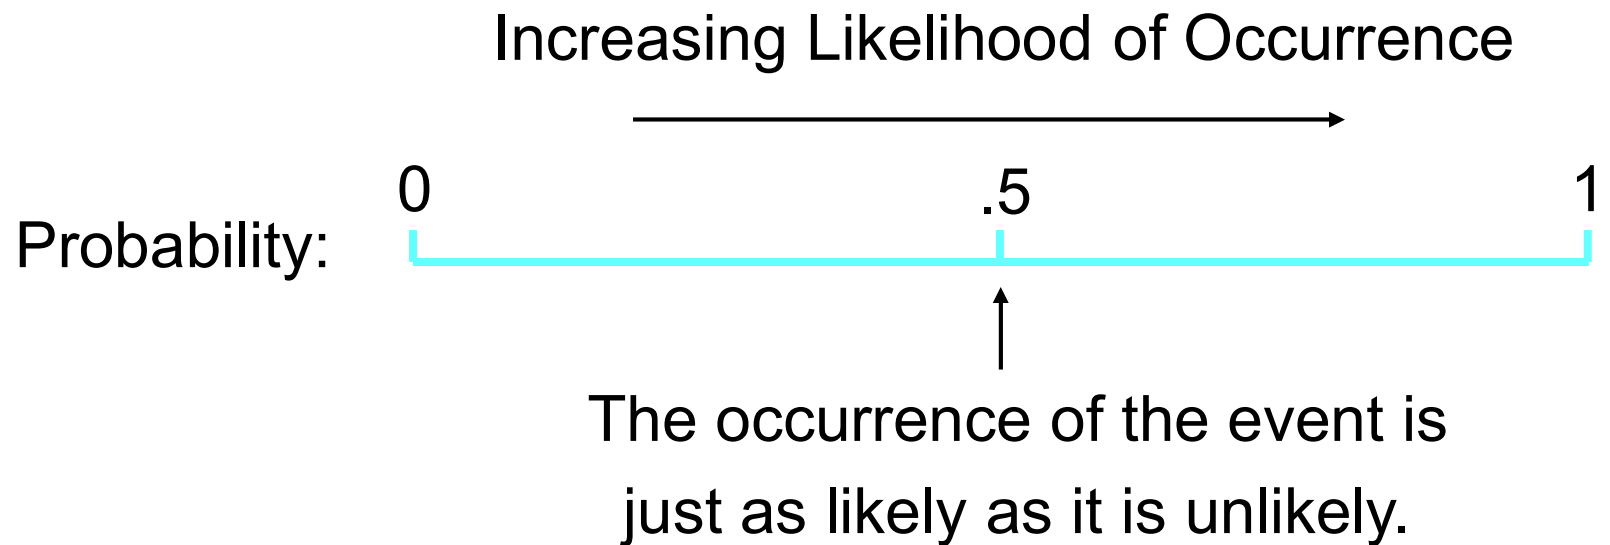 Increasing Likelihood of Occurrence
0 .5 1
Probability:
The occurrence of the event is
just as likely as it is unlikely.